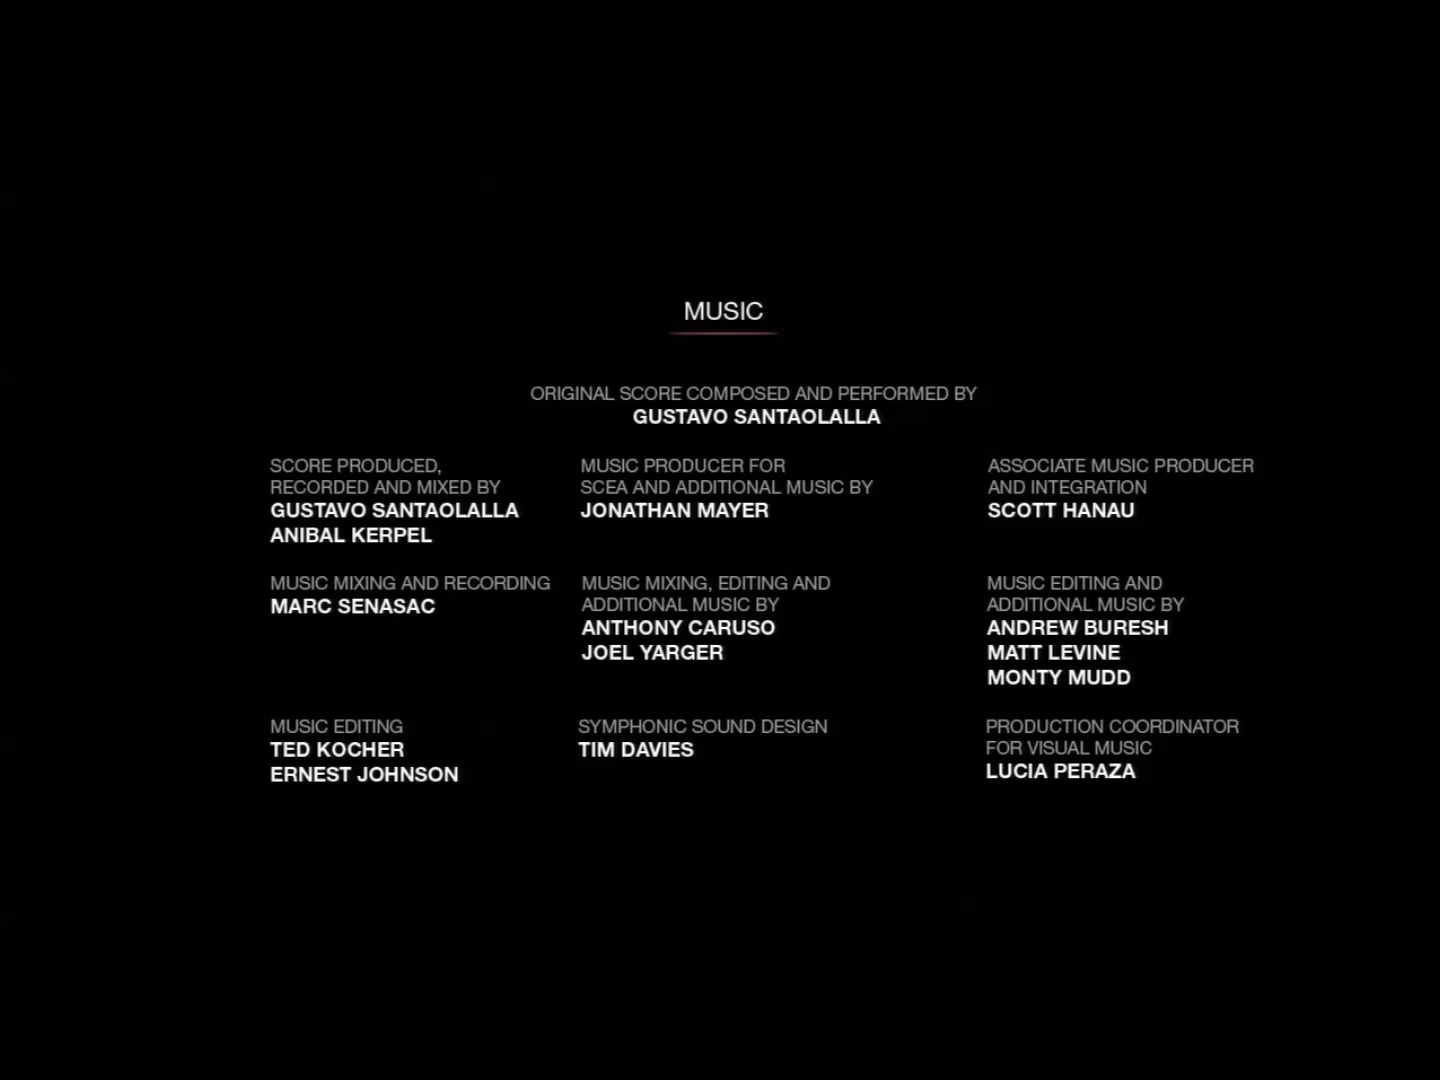 MUSIC
ORIGINAL SCORE COMPOSED AND PERFORMED BY
GUSTAVO SANTAOLALLA
SCORE PRODUCED,
RECORDED AND MIXED BY
GUSTAVO SANTAOLALLA
ANIBAL KERPEL
MUSIC PRODUCER FOR
SCEA AND ADDITIONAL MUSIC BY
JONATHAN MAYER
ASSOCIATE MUSIC PRODUCER
AND INTEGRATION
SCOTT HANAU
MUSIC MIXING AND RECORDING
MARC SENASAC
MUSIC MIXING, EDITING AND
ADDITIONAL MUSIC BY
ANTHONY CARUSO
JOEL YARGER
MUSIC EDITING AND
ADDITIONAL MUSIC BY
ANDREW BURESH
MATT LEVINE
MONTY MUDD
MUSIC EDITING
TED KOCHER
ERNEST JOHNSON
SYMPHONIC SOUND DESIGN
TIM DAVIES
PRODUCTION COORDINATOR
FOR VISUAL MUSIC
LUCIA PERAZA